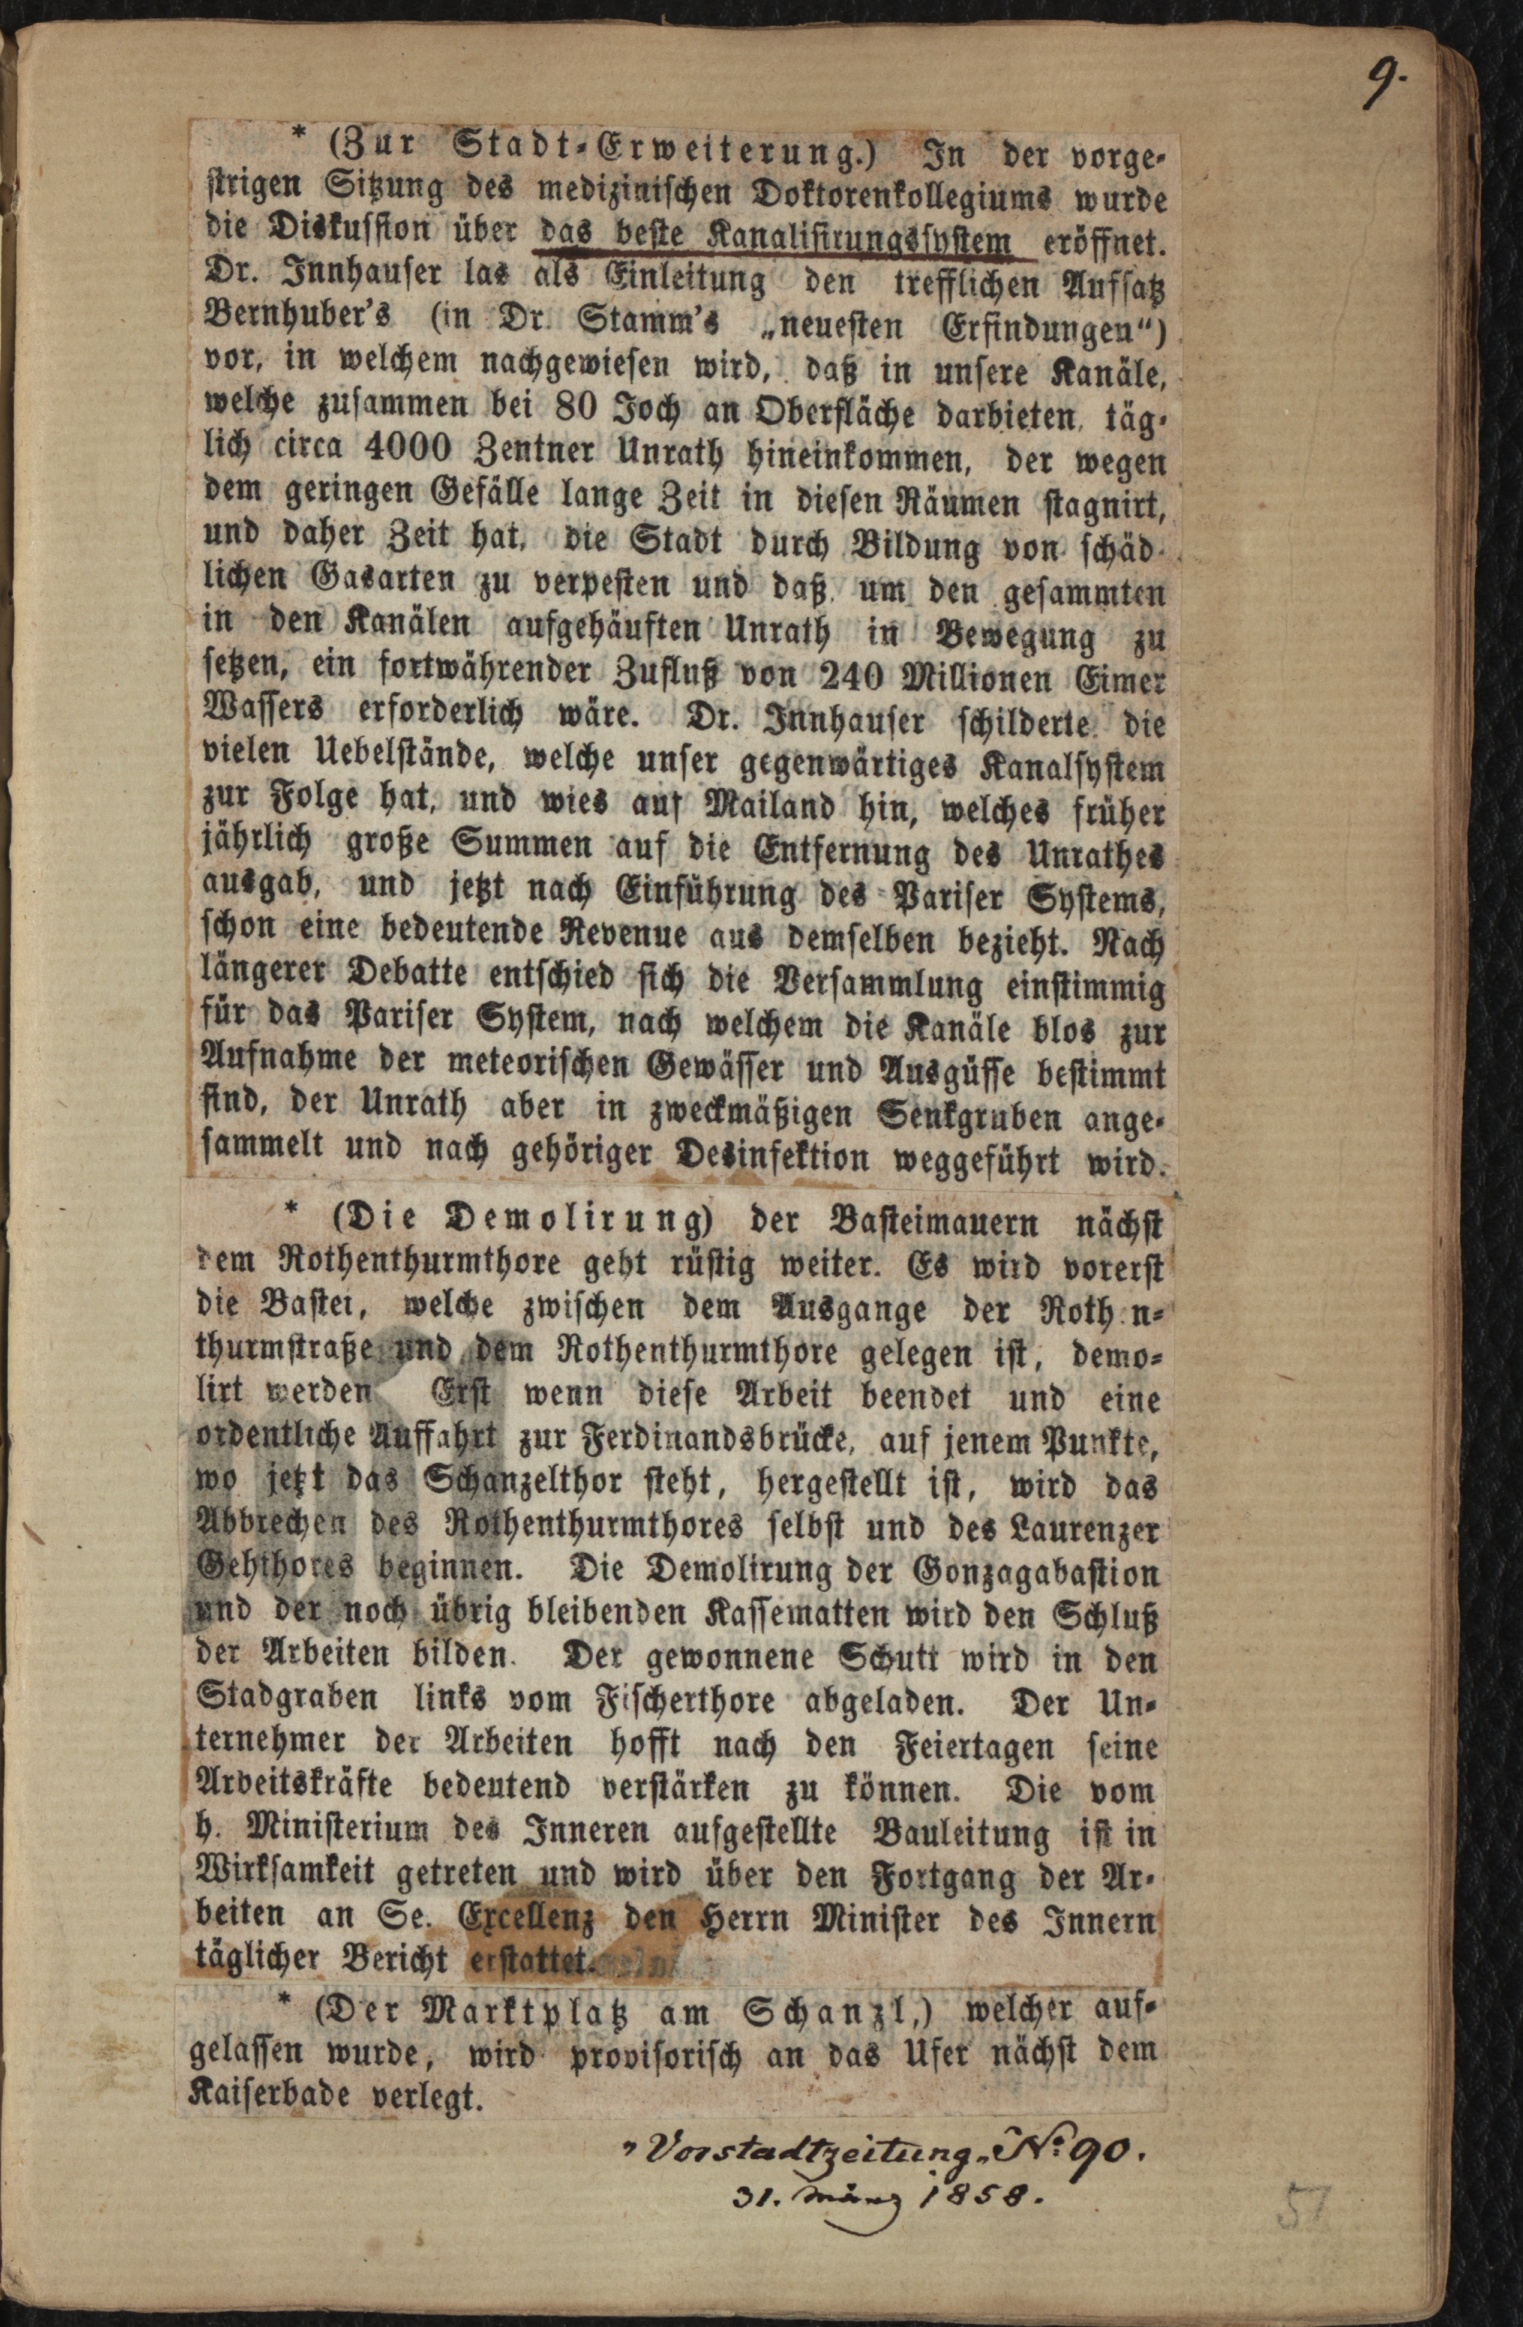 9.
* (Zur Stadt-Erweiterung.) In der vorge-
strigen Sitzung des medizinischen Doktorenkollegiums wurde
die Diskussion über das beste Kanalisirungssystem eröffnet.
Dr. Innhauser las als Einleitung den trefflichen Aufsatz
Bernhuber's (in Dr. Stamm's „neuesten Erfindungen“)
vor, in welchem nachgewiesen wird, daß in unsere Kanäle,
welche zusammen bei 80 Joch an Oberfläche darbieten, täg-
lich circa 4000 Zentner Unrath hineinkommen, der wegen
dem geringen Gefälle lange Zeit in diesen Räumen stagnirt,
und daher Zeit hat, die Stadt durch Bildung von schäd-
lichen Gasarten zu verpesten und daß, um den gesammten
in den Kanälen aufgehäuften Unrath in Bewegung zu
setzen, ein fortwährender Zufluß von 240 Millionen Eimer
Wassers erforderlich wäre. Dr. Innhauser schilderte die
vielen Uebelstände, welche unser gegenwärtiges Kanalsystem
zur Folge hat, und wies auf Mailand hin, welches früher
jährlich große Summen auf die Entfernung des Unrathes
ausgab, und jetzt nach Einführung des Pariser Systems,
schon eine bedeutende Revenue aus demselben bezieht. Nach
längerer Debatte entschied sich die Versammlung einstimmig
für das Pariser System, nach welchem die Kanäle blos zur
Aufnahme der meteorischen Gewässer und Ausgüsse bestimmt
sind, der Unrath aber in zweckmäßigen Senkgruben ange-
sammelt und nach gehöriger Desinfektion weggeführt wird.
* (Die Demolirung) der Basteimauern nächst
dem Rothenthurmthore geht rüstig weiter. Es wird vorerst
die Bastei, welche zwischen dem Ausgange der Roth n-
thurmstraße und dem Rothenthurmthore gelegen ist, demo-
lirt werden Erst wenn diese Arbeit beendet und eine
ordentliche Auffahrt zur Ferdinandsbrücke, auf jenem Punkte,
wo jetzt das Schanzelthor steht, hergestellt ist, wird das
Abbrechen des Rothenthurmthores selbst und des Laurenzer
Gehthores beginnen. Die Demolirung der Gonzagabastion
und der noch übrig bleibenden Kassematten wird den Schluß
der Arbeiten bilden. Der gewonnene Schutt wird in den
Stadgraben links vom Fischerthore abgeladen. Der Un-
ternehmer der Arbeiten hofft nach den Feiertagen seine
Arbeitskräfte bedeutend verstärken zu können. Die vom
h. Ministerium des Inneren aufgestellte Bauleitung ist in
Wirksamkeit getreten und wird über den Fortgang der Ar-
beiten an Se. Excellenz den Herrn Minister des Innern
täglicher Bericht erstattet.
* (Der Marktplatz am Schanzl,) welcher auf-
gelassen wurde, wird provisorisch an das Ufer nächst dem
Kaiserbade verlegt.
„Vorstadtzeitung„ No 90.
31. März 1858.
51